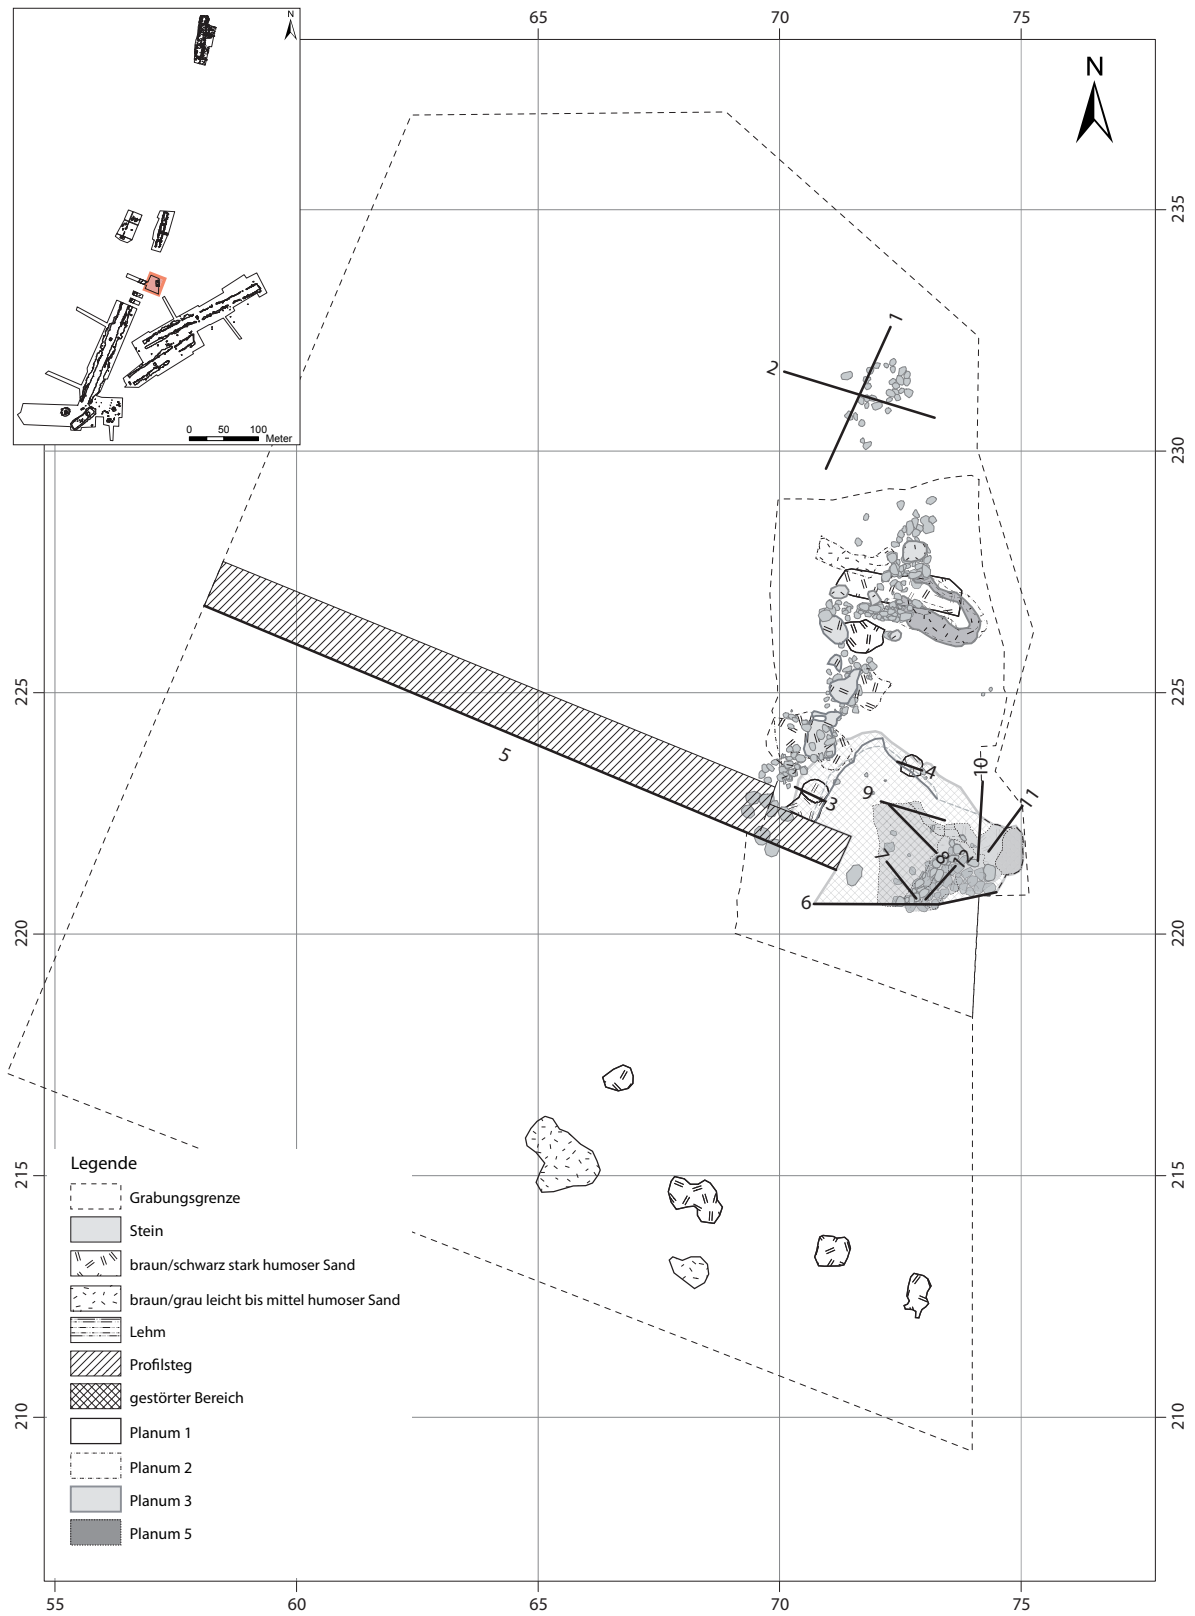 65 70 75
N
N
0 50 100
Meter
235
1
2
230
225
225
5
10
4
11
9
3
8
12
7
6
220
220
215
215
Legende
Grabungsgrenze
Stein
braun/schwarz stark humoser Sand
braun/grau leicht bis mittel humoser Sand
Lehm
Profilsteg
gestörter Bereich
Planum 1
Planum 2
Planum 3
Planum 5
210
210
55 60 65 70 75